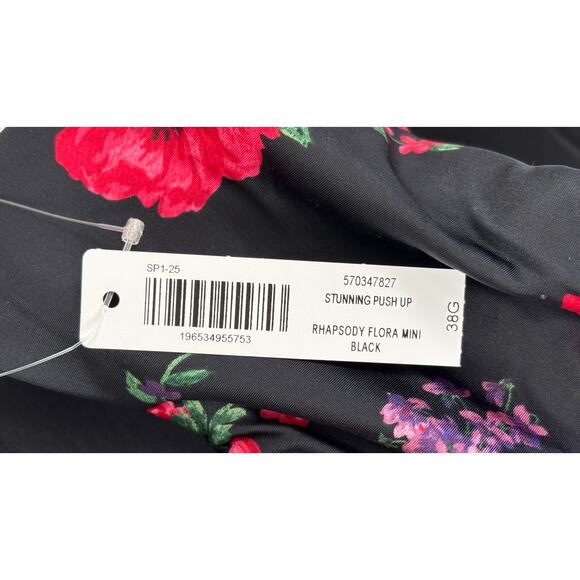 SP1-25
196534955753
570347827
STUNNING PUSH UP
RHAPSODY FLORA MINI
BLACK
38G